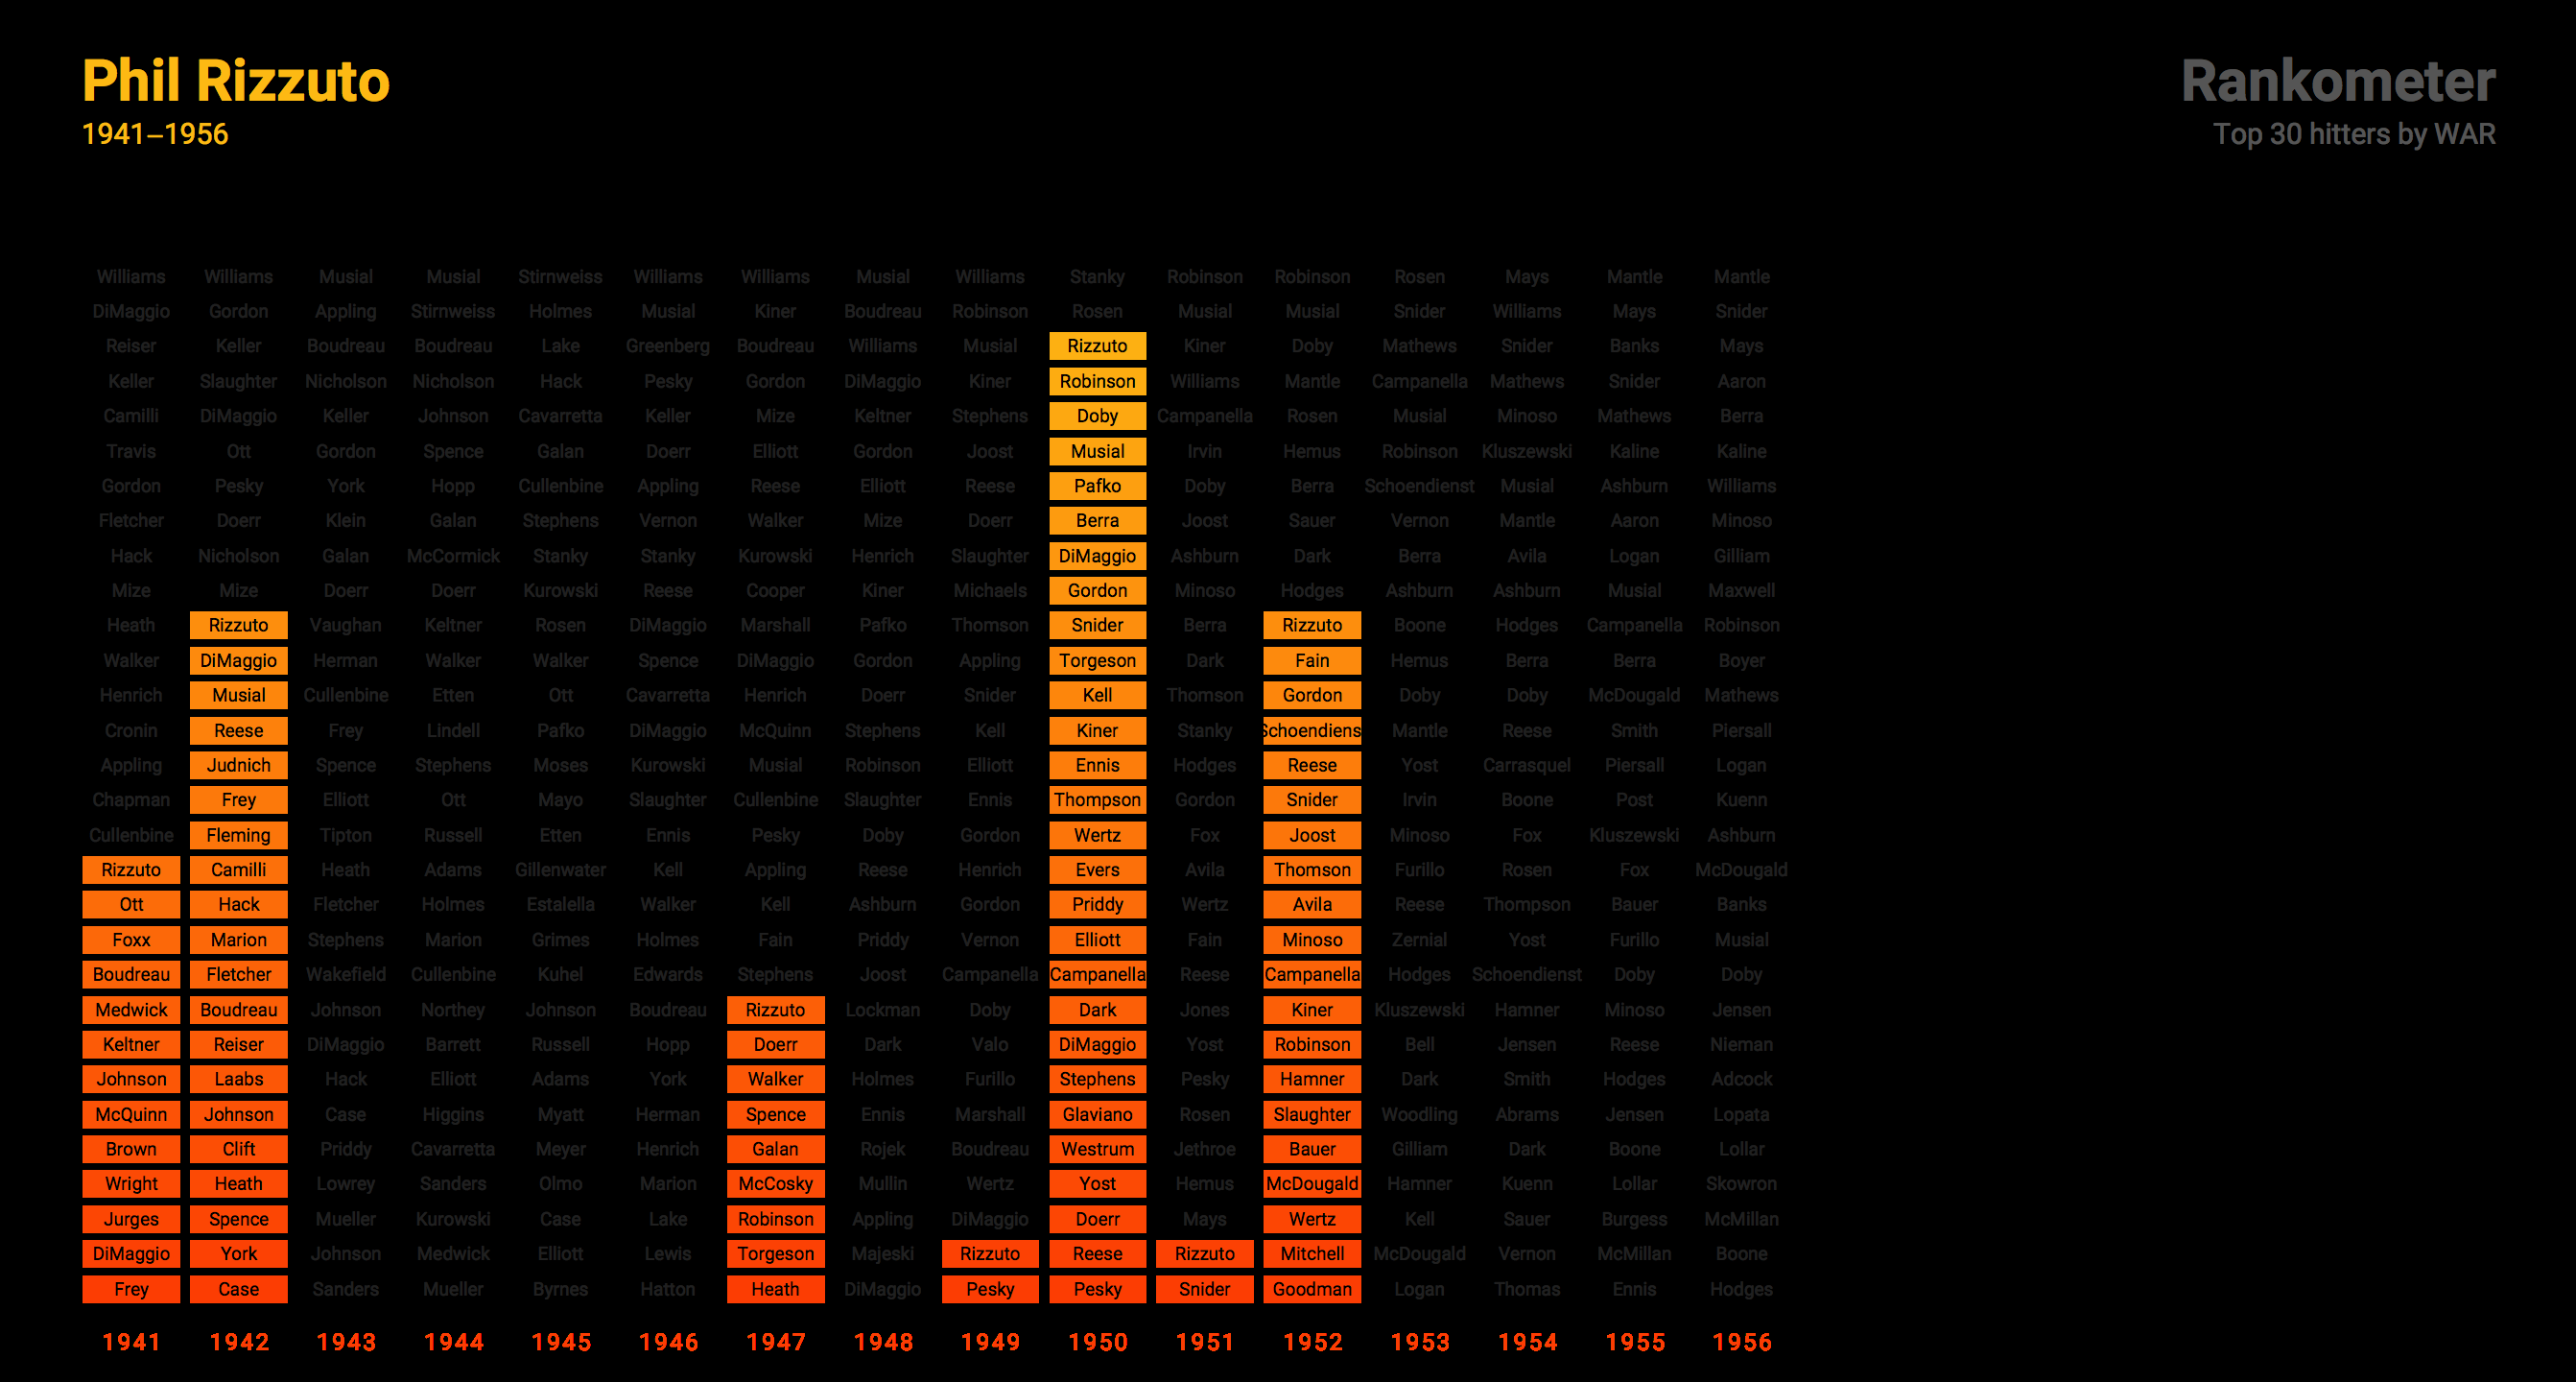 Phil Rizzuto
1941–1956
Rankometer
Top 30 hitters by WAR
Williams Williams Musial Musial Stirnweiss Williams Williams Musial Williams Stanky Robinson Robinson Rosen Mays Mantle Mantle
DiMaggio Gordon Appling Stirnweiss Holmes Musial Kiner Boudreau Robinson Rosen Musial Musial Snider Williams Mays Snider
Reiser Keller Boudreau Boudreau Lake Greenberg Boudreau Williams Musial Rizzuto Kiner Doby Mathews Snider Banks Mays
Keller Slaughter Nicholson Nicholson Hack Pesky Gordon DiMaggio Kiner Robinson Williams Mantle Campanella Mathews Snider Aaron
Camilli DiMaggio Keller Johnson Cavarretta Keller Mize Keltner Stephens Doby Campanella Rosen Musial Minoso Mathews Berra
Travis Ott Gordon Spence Galan Doerr Elliott Gordon Joost Musial Irvin Hemus Robinson Kluszewski Kaline Kaline
Gordon Pesky York Hopp Cullenbine Appling Reese Elliott Reese Pafko Doby Berra Schoendienst Musial Ashburn Williams
Fletcher Doerr Klein Galan Stephens Vernon Walker Mize Doerr Berra Joost Sauer Vernon Mantle Aaron Minoso
Hack Nicholson Galan McCormick Stanky Stanky Kurowski Henrich Slaughter DiMaggio Ashburn Dark Berra Avila Logan Gilliam
Mize Mize Doerr Doerr Kurowski Reese Cooper Kiner Michaels Gordon Minoso Hodges Ashburn Ashburn Musial Maxwell
Heath Rizzuto Vaughan Keltner Rosen DiMaggio Marshall Pafko Thomson Snider Berra Rizzuto Boone Hodges Campanella Robinson
Walker DiMaggio Herman Walker Walker Spence DiMaggio Gordon Appling Torgeson Dark Fain Hemus Berra Berra Boyer
Henrich Musial Cullenbine Etten Ott Cavarretta Henrich Doerr Snider Kell Thomson Gordon Doby Doby McDougald Mathews
Cronin Reese Frey Lindell Pafko DiMaggio McQuinn Stephens Kell Kiner Stanky Schoendiens Mantle Reese Smith Piersall
Appling Judnich Spence Stephens Moses Kurowski Musial Robinson Elliott Ennis Hodges Reese Yost Carrasquel Piersall Logan
Chapman Frey Elliott Ott Mayo Slaughter Cullenbine Slaughter Ennis Thompson Gordon Snider Irvin Boone Post Kuenn
Cullenbine Fleming Tipton Russell Etten Ennis Pesky Doby Gordon Wertz Fox Joost Minoso Fox Kluszewski Ashburn
Rizzuto Camilli Heath Adams Gillenwater Kell Appling Reese Henrich Evers Avila Thomson Furillo Rosen Fox McDougald
Ott Hack Fletcher Holmes Estalella Walker Kell Ashburn Gordon Priddy Wertz Avila Reese Thompson Bauer Banks
Foxx Marion Stephens Marion Grimes Holmes Fain Priddy Vernon Elliott Fain Minoso Zernial Yost Furillo Musial
Boudreau Fletcher Wakefield Cullenbine Kuhel Edwards Stephens Joost Campanella Campanella Reese Campanella Hodges Schoendienst Doby Doby
Medwick Boudreau Johnson Northey Johnson Boudreau Rizzuto Lockman Doby Dark Jones Kiner Kluszewski Hamner Minoso Jensen
Keltner Reiser DiMaggio Barrett Russell Hopp Doerr Dark Valo DiMaggio Yost Robinson Bell Jensen Reese Nieman
Johnson Laabs Hack Elliott Adams York Walker Holmes Furillo Stephens Pesky Hamner Dark Smith Hodges Adcock
McQuinn Johnson Case Higgins Myatt Herman Spence Ennis Marshall Glaviano Rosen Slaughter Woodling Abrams Jensen Lopata
Brown Clift Priddy Cavarretta Meyer Henrich Galan Rojek Boudreau Westrum Jethroe Bauer Gilliam Dark Boone Lollar
Wright Heath Lowrey Sanders Olmo Marion McCosky Mullin Wertz Yost Hemus McDougald Hamner Kuenn Lollar Skowron
Jurges Spence Mueller Kurowski Case Lake Robinson Appling DiMaggio Doerr Mays Wertz Kell Sauer Burgess McMillan
DiMaggio York Johnson Medwick Elliott Lewis Torgeson Majeski Rizzuto Reese Rizzuto Mitchell McDougald Vernon McMillan Boone
Frey Case Sanders Mueller Byrnes Hatton Heath DiMaggio Pesky Pesky Snider Goodman Logan Thomas Ennis Hodges
1941 1942 1943 1944 1945 1946 1947 1948 1949 1950 1951 1952 1953 1954 1955 1956